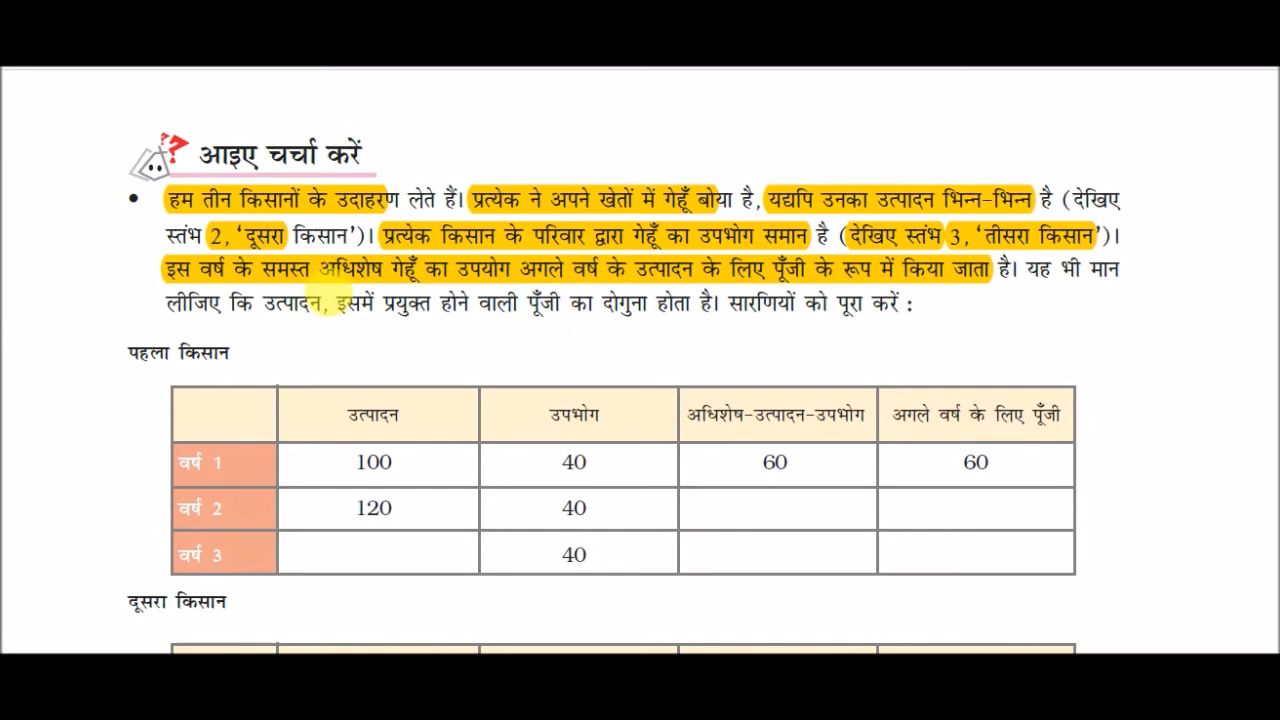 आइए चर्चा करें
• हम तीन किसानों के उदाहरण लेते हैं। प्रत्येक ने अपने खेतों में गेहूँ बोया है, यद्यपि उनका उत्पादन भिन्न-भिन्न है (देखिए
स्तंभ 2, ‘दूसरा किसान’)। प्रत्येक किसान के परिवार द्वारा गेहूँ का उपभोग समान है (देखिए स्तंभ 3, ‘तीसरा किसान’)।
इस वर्ष के समस्त अधिशेष गेहूँ का उपयोग अगले वर्ष के उत्पादन के लिए पूँजी के रूप में किया जाता है। यह भी मान
लीजिए कि उत्पादन, इसमें प्रयुक्त होने वाली पूँजी का दोगुना होता है। सारणियों को पूरा करें :
पहला किसान
उत्पादन उपभोग अधिशेष-उत्पादन-उपभोग अगले वर्ष के लिए पूँजी
वर्ष 1 100 40 60 60
वर्ष 2 120 40
वर्ष 3 40
दूसरा किसान